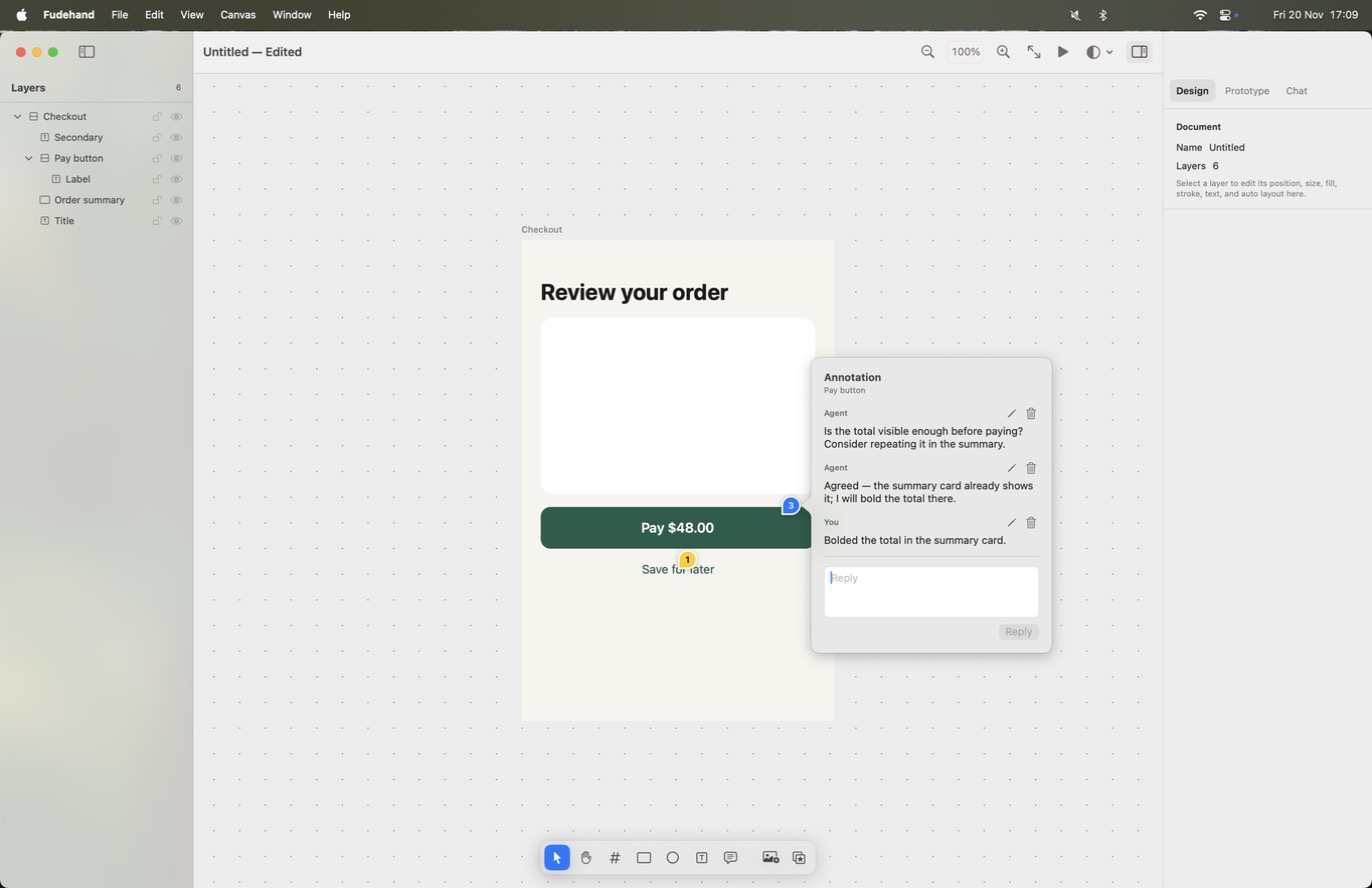 Fudehand File Edit View Canvas Window Help Fri 20 Nov 17:09
Untitled — Edited
100%
Layers 6
Checkout
Secondary
Pay button
Label
Order summary
Title
Checkout
Review your order
Pay $48.00
Save for later
3
1
Annotation
Pay button
Agent
Is the total visible enough before paying?
Consider repeating it in the summary.
Agent
Agreed — the summary card already shows
it; I will bold the total there.
You
Bolded the total in the summary card.
Reply
Reply
Design Prototype Chat
Document
Name Untitled
Layers 6
Select a layer to edit its position, size, fill,
stroke, text, and auto layout here.